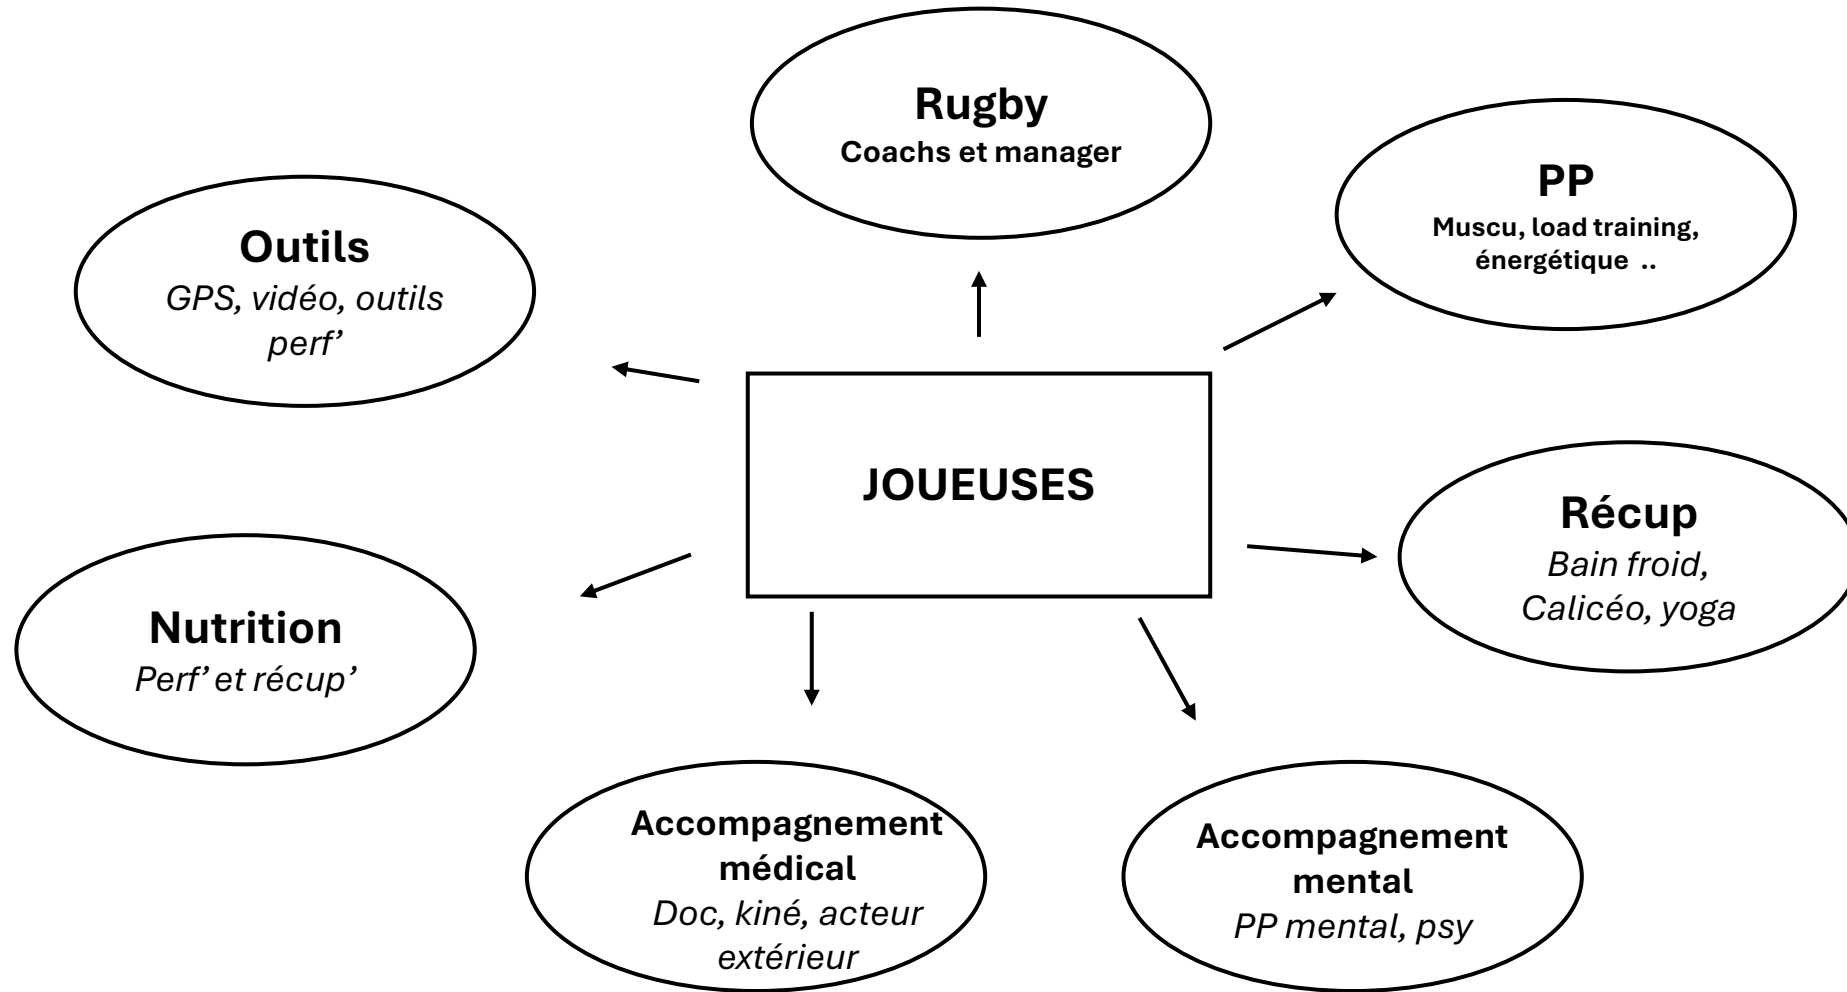 Rugby
Coachs et manager
PP
Muscu, load training,
énergétique  ..
Outils
GPS, vidéo, outils
perf’
JOUEUSES
Récup
Bain froid,
Calicéo, yoga
Nutrition
Perf’ et récup’
Accompagnement
médical
Doc, kiné, acteur
extérieur
Accompagnement
mental
PP mental, psy